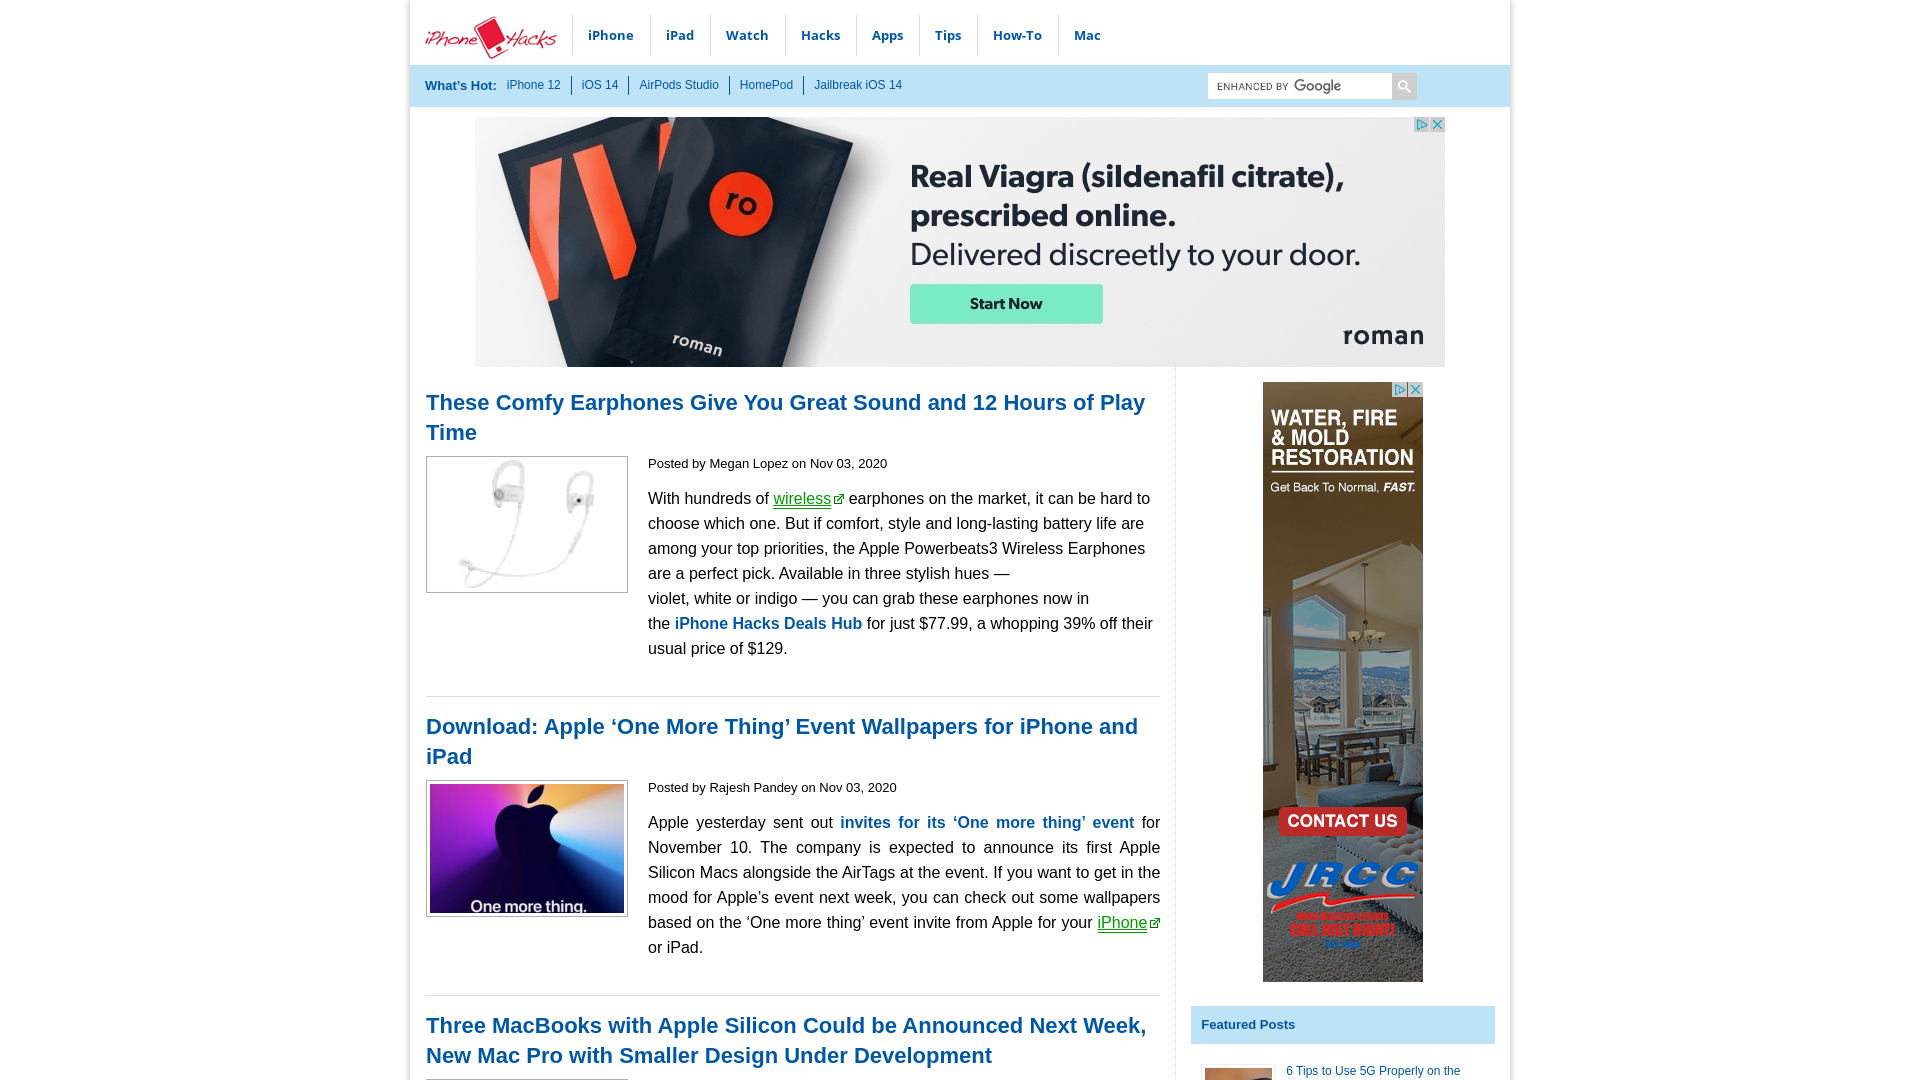 iPhone Hacks
iPhone
iPad
Watch
Hacks
Apps
Tips
How-To
Mac
What's Hot:
iPhone 12
iOS 14
AirPods Studio
HomePod
Jailbreak iOS 14
ENHANCED BY Google
ro
roman
Real Viagra (sildenafil citrate),
prescribed online.
Delivered discreetly to your door.
Start Now
roman
These Comfy Earphones Give You Great Sound and 12 Hours of Play
Time
Posted by Megan Lopez on Nov 03, 2020
With hundreds of wireless earphones on the market, it can be hard to
choose which one. But if comfort, style and long-lasting battery life are
among your top priorities, the Apple Powerbeats3 Wireless Earphones
are a perfect pick. Available in three stylish hues —
violet, white or indigo — you can grab these earphones now in
the iPhone Hacks Deals Hub for just $77.99, a whopping 39% off their
usual price of $129.
Download: Apple ‘One More Thing’ Event Wallpapers for iPhone and
iPad
One more thing.
Posted by Rajesh Pandey on Nov 03, 2020
Apple yesterday sent out invites for its ‘One more thing’ event for
November 10. The company is expected to announce its first Apple
Silicon Macs alongside the AirTags at the event. If you want to get in the
mood for Apple’s event next week, you can check out some wallpapers
based on the ‘One more thing’ event invite from Apple for your iPhone
or iPad.
Three MacBooks with Apple Silicon Could be Announced Next Week,
New Mac Pro with Smaller Design Under Development
WATER, FIRE
& MOLD
RESTORATION
Get Back To Normal, FAST.
CONTACT US
JRCC
WHEN DISASTER STRIKES
CALL JUST RIGHT!
Featured Posts
6 Tips to Use 5G Properly on the